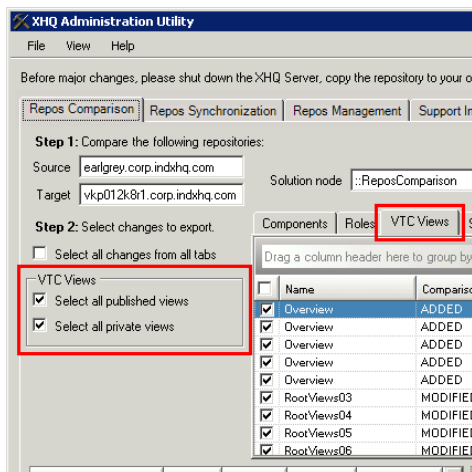 XHQ Administration Utility
File View Help
Before major changes, please shut down the XHQ Server, copy the repository to your o
Repos Comparison Repos Synchronization Repos Management Support In
Step 1: Compare the following repositories:
Source earlgrey.corp.indxhq.com
Target vkp012k8r1.corp.indxhq.com
Solution node ::ReposComparison
Step 2: Select changes to export.
Components Roles VTC Views S
Select all changes from all tabs
Drag a column header here to group by
VTC Views
Select all published views
Select all private views
Name Compariso
Overview ADDED
Overview ADDED
Overview ADDED
Overview ADDED
Overview ADDED
RootViews03 MODIFIE
RootViews04 MODIFIE
RootViews05 MODIFIE
RootViews06 MODIFIE